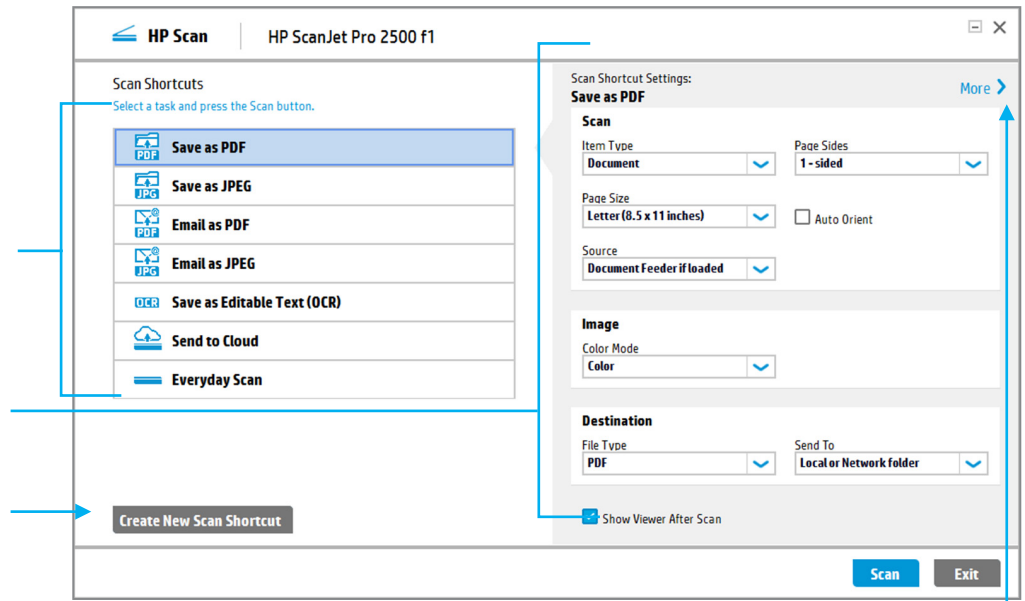 HP Scan
HP ScanJet Pro 2500 f1
Scan Shortcuts
Select a task and press the Scan button.
PDF Save as PDF
JPG Save as JPEG
PDF Email as PDF
JPG Email as JPEG
OCR Save as Editable Text (OCR)
Send to Cloud
Everyday Scan
Create New Scan Shortcut
Scan Shortcut Settings:
Save as PDF
More
Scan
Item Type
Document
Page Sides
1 - sided
Page Size
Letter (8.5 x 11 inches)
Auto Orient
Source
Document Feeder if loaded
Image
Color Mode
Color
Destination
File Type
PDF
Send To
Local or Network folder
Show Viewer After Scan
Scan
Exit